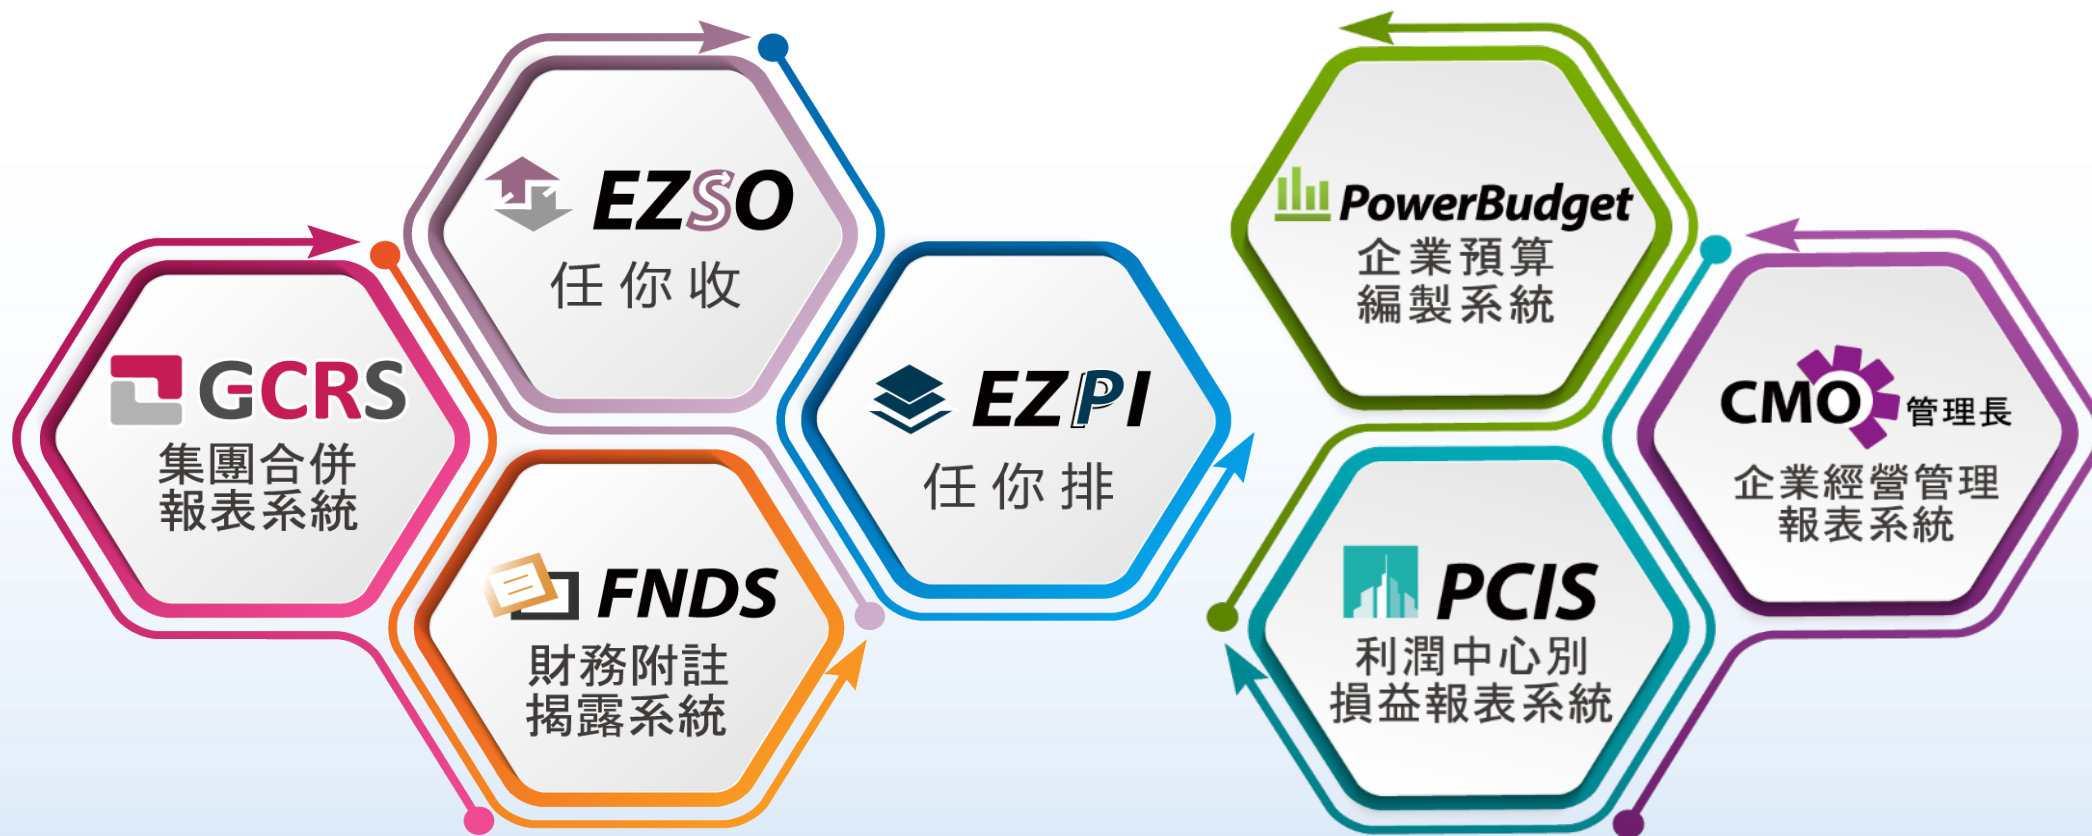 GCRS
集團合併
報表系統
EZSO
任你收
FNDS
財務附註
揭露系統
EZPI
任你排
PowerBudget
企業預算
編製系統
PCIS
利潤中心別
損益報表系統
CMO 管理長
企業經營管理
報表系統